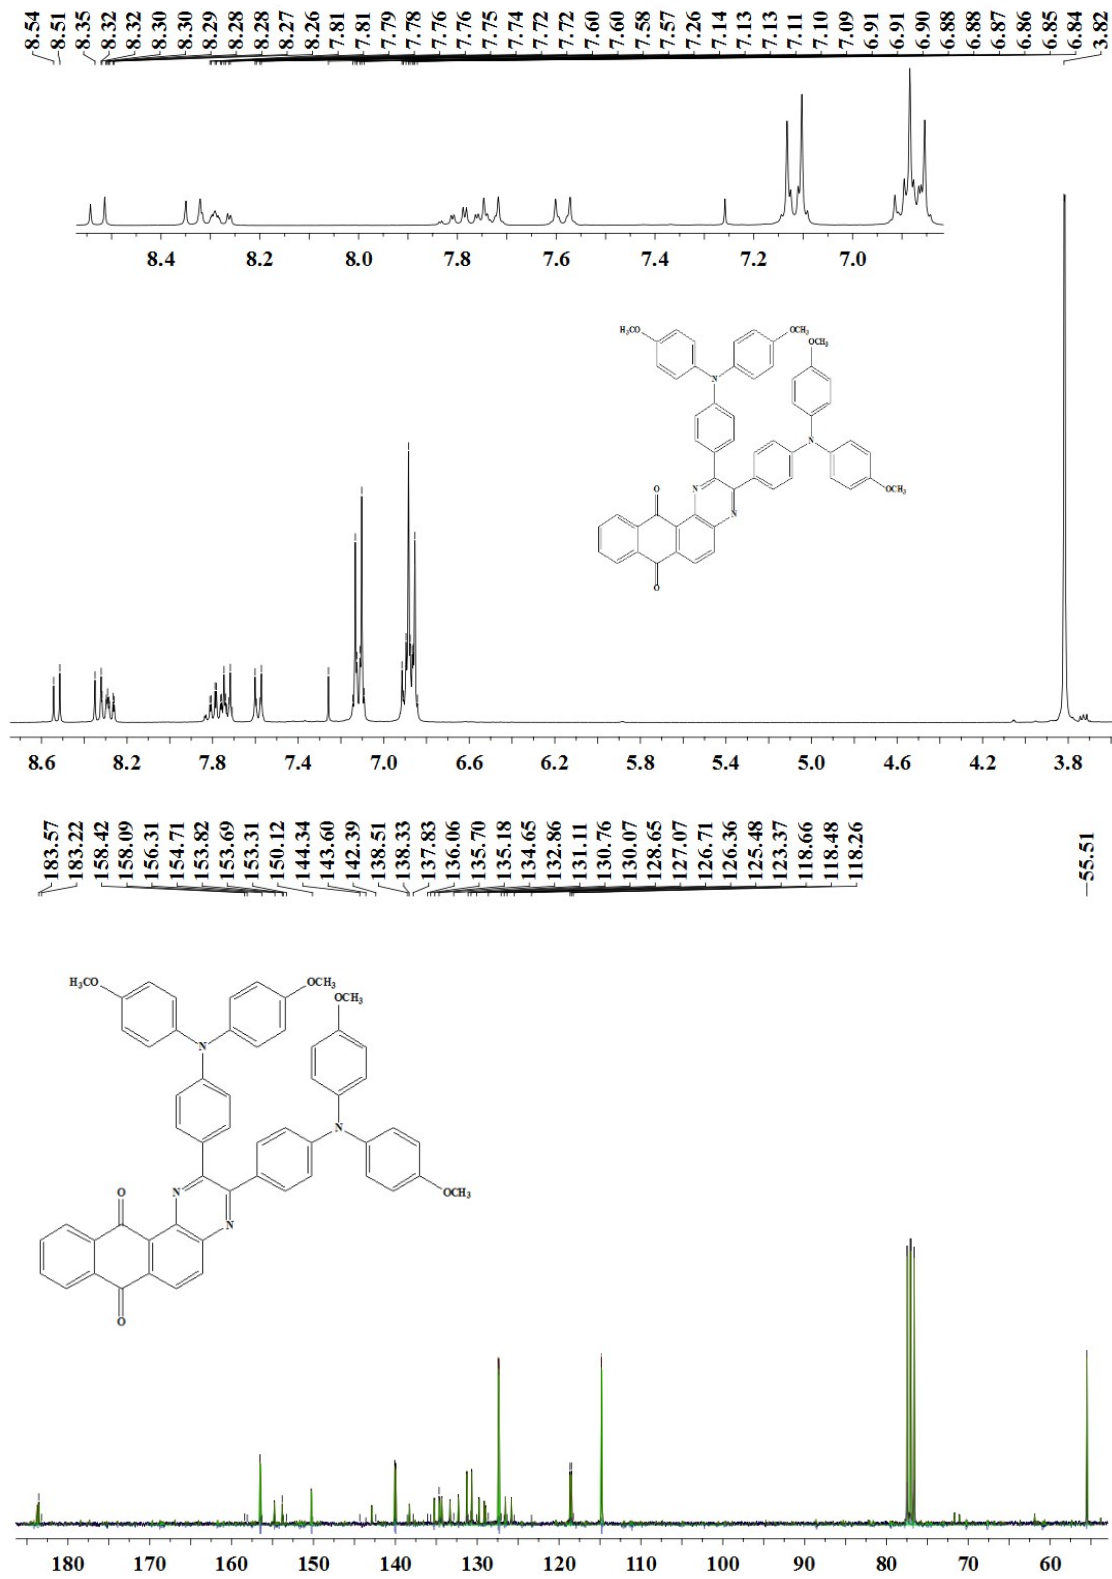 8.54 8.51 8.35 8.32 8.32 8.30 8.30 8.29 8.28 8.28 8.27 8.26 7.81 7.81 7.79 7.78 7.76 7.76 7.75 7.74 7.72 7.72 7.60 7.60 7.58 7.57 7.26 7.14 7.13 7.13 7.11 7.10 7.09 6.91 6.91 6.90 6.88 6.88 6.87 6.86 6.85 6.84 3.82
8.4 8.2 8.0 7.8 7.6 7.4 7.2 7.0
H₃CO OCH₃
OCH₃
N
N
N OCH₃
O
N
O
8.6 8.2 7.8 7.4 7.0 6.6 6.2 5.8 5.4 5.0 4.6 4.2 3.8
183.57 183.22 158.42 158.09 156.31 154.71 153.82 153.69 153.31 150.12 144.34 143.60 142.39 138.51 138.33 137.83 136.06 135.70 135.18 134.65 132.86 131.11 130.76 130.07 128.65 127.07 126.71 126.36 125.48 123.37 118.66 118.48 118.26 55.51
H₃CO OCH₃
OCH₃
N
N
O N OCH₃
N
O
180 170 160 150 140 130 120 110 100 90 80 70 60